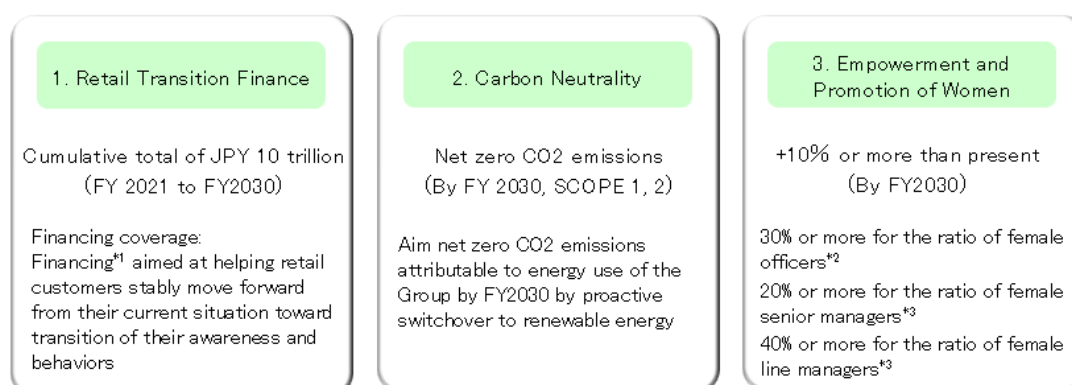 1. Retail Transition Finance
Cumulative total of JPY 10 trillion
(FY 2021 to FY2030)
Financing coverage:
Financing*1 aimed at helping retail
customers stably move forward
from their current situation toward
transition of their awareness and
behaviors
2. Carbon Neutrality
Net zero CO2 emissions
(By FY 2030, SCOPE 1, 2)
Aim net zero CO2 emissions
attributable to energy use of the
Group by FY2030 by proactive
switchover to renewable energy
3. Empowerment and
Promotion of Women
+10% or more than present
(By FY2030)
30% or more for the ratio of female
officers*2
20% or more for the ratio of female
senior managers*3
40% or more for the ratio of female
line managers*3